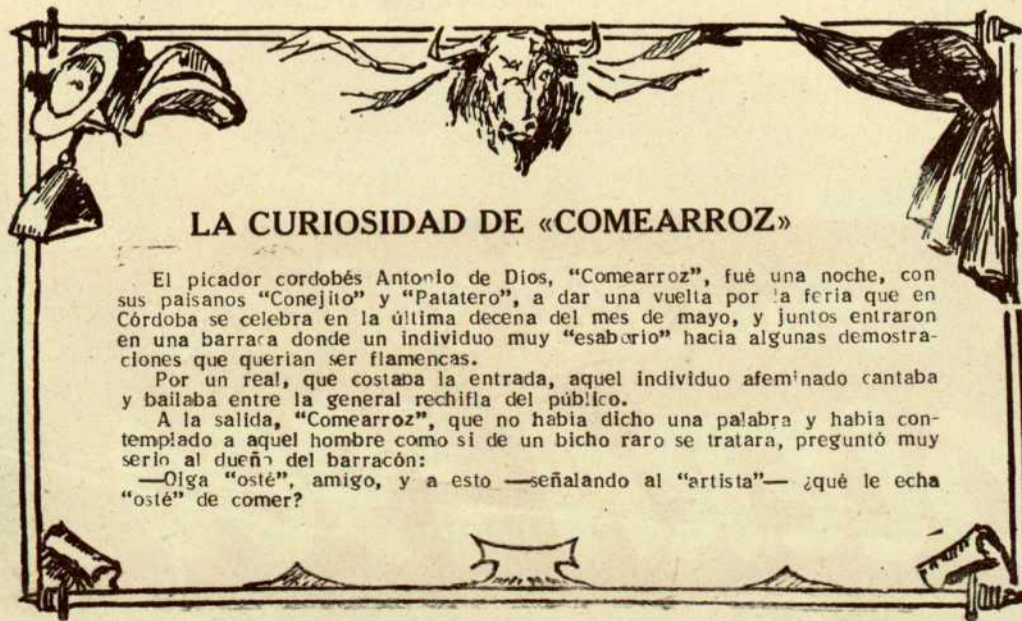 LA CURIOSIDAD DE «COMEARROZ»
El picador cordobés Antonio de Dios, "Comearroz", fué una noche, con
sus paisanos "Conejito" y "Patatero", a dar una vuelta por la feria que en
Córdoba se celebra en la última decena del mes de mayo, y juntos entraron
en una barraca donde un individuo muy "esaborio" hacia algunas demostra-
ciones que querian ser flamencas.
Por un real, que costaba la entrada, aquel individuo afeminado cantaba
y bailaba entre la general rechifla del público.
A la salida, "Comearroz", que no habia dicho una palabra y habia con-
templado a aquel hombre como si de un bicho raro se tratara, preguntó muy
serio al dueño del barracón:
—Oiga "osté", amigo, y a esto —señalando al "artista"— ¿qué le echa
"osté" de comer?